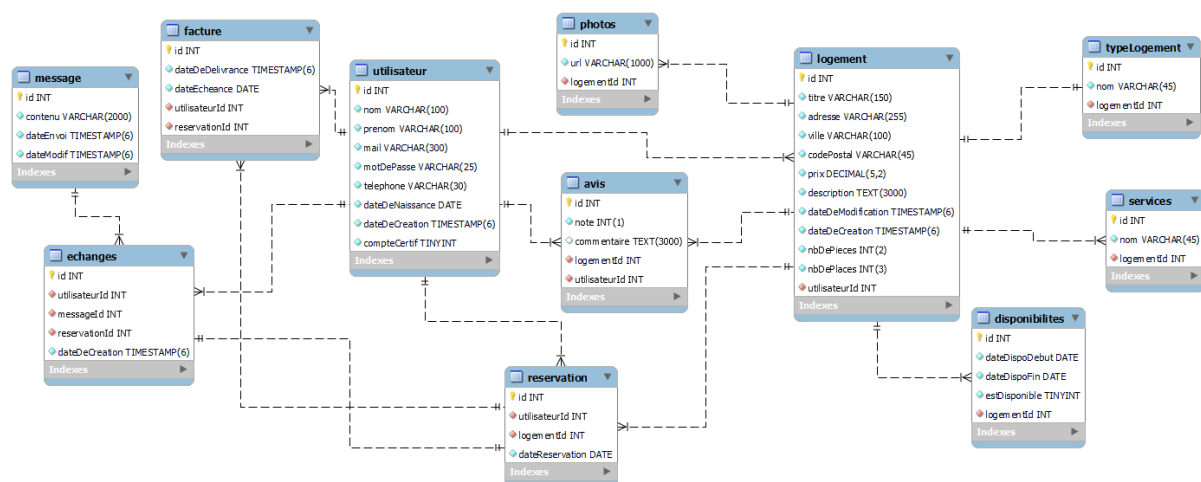 message
id INT
contenu VARCHAR(2000)
dateEnvoi TIMESTAMP(6)
dateModif TIMESTAMP(6)
Indexes
facture
id INT
dateDeDelivrance TIMESTAMP(6)
dateEcheance DATE
utilisateurId INT
reservationId INT
Indexes
echanges
id INT
utilisateurId INT
messageId INT
reservationId INT
dateDeCreation TIMESTAMP(6)
Indexes
utilisateur
id INT
nom VARCHAR(100)
prenom VARCHAR(100)
mail VARCHAR(300)
motDePasse VARCHAR(25)
telephone VARCHAR(30)
dateDeNaissance DATE
dateDeCreation TIMESTAMP(6)
compteCertif TINYINT
Indexes
photos
id INT
url VARCHAR(1000)
logementId INT
Indexes
avis
id INT
note INT(1)
commentaire TEXT(3000)
logementId INT
utilisateurId INT
Indexes
reservation
id INT
utilisateurId INT
logementId INT
dateReservation DATE
Indexes
logement
id INT
titre VARCHAR(150)
adresse VARCHAR(255)
ville VARCHAR(100)
codePostal VARCHAR(45)
prix DECIMAL(5,2)
description TEXT(3000)
dateDeModification TIMESTAMP(6)
dateDeCreation TIMESTAMP(6)
nbDePieces INT(2)
nbDePlaces INT(3)
utilisateurId INT
Indexes
typeLogement
id INT
nom VARCHAR(45)
logementId INT
Indexes
services
id INT
nom VARCHAR(45)
logementId INT
Indexes
disponibilites
id INT
dateDispoDebut DATE
dateDispoFin DATE
estDisponible TINYINT
logementId INT
Indexes